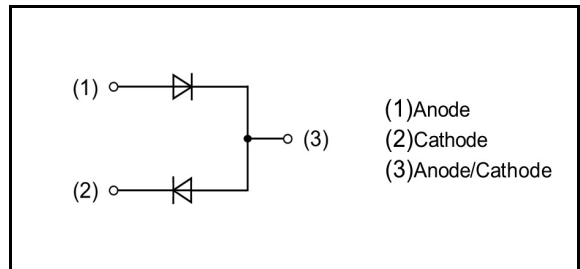 (1)
(3)
(2)
(1)Anode
(2)Cathode
(3)Anode/Cathode